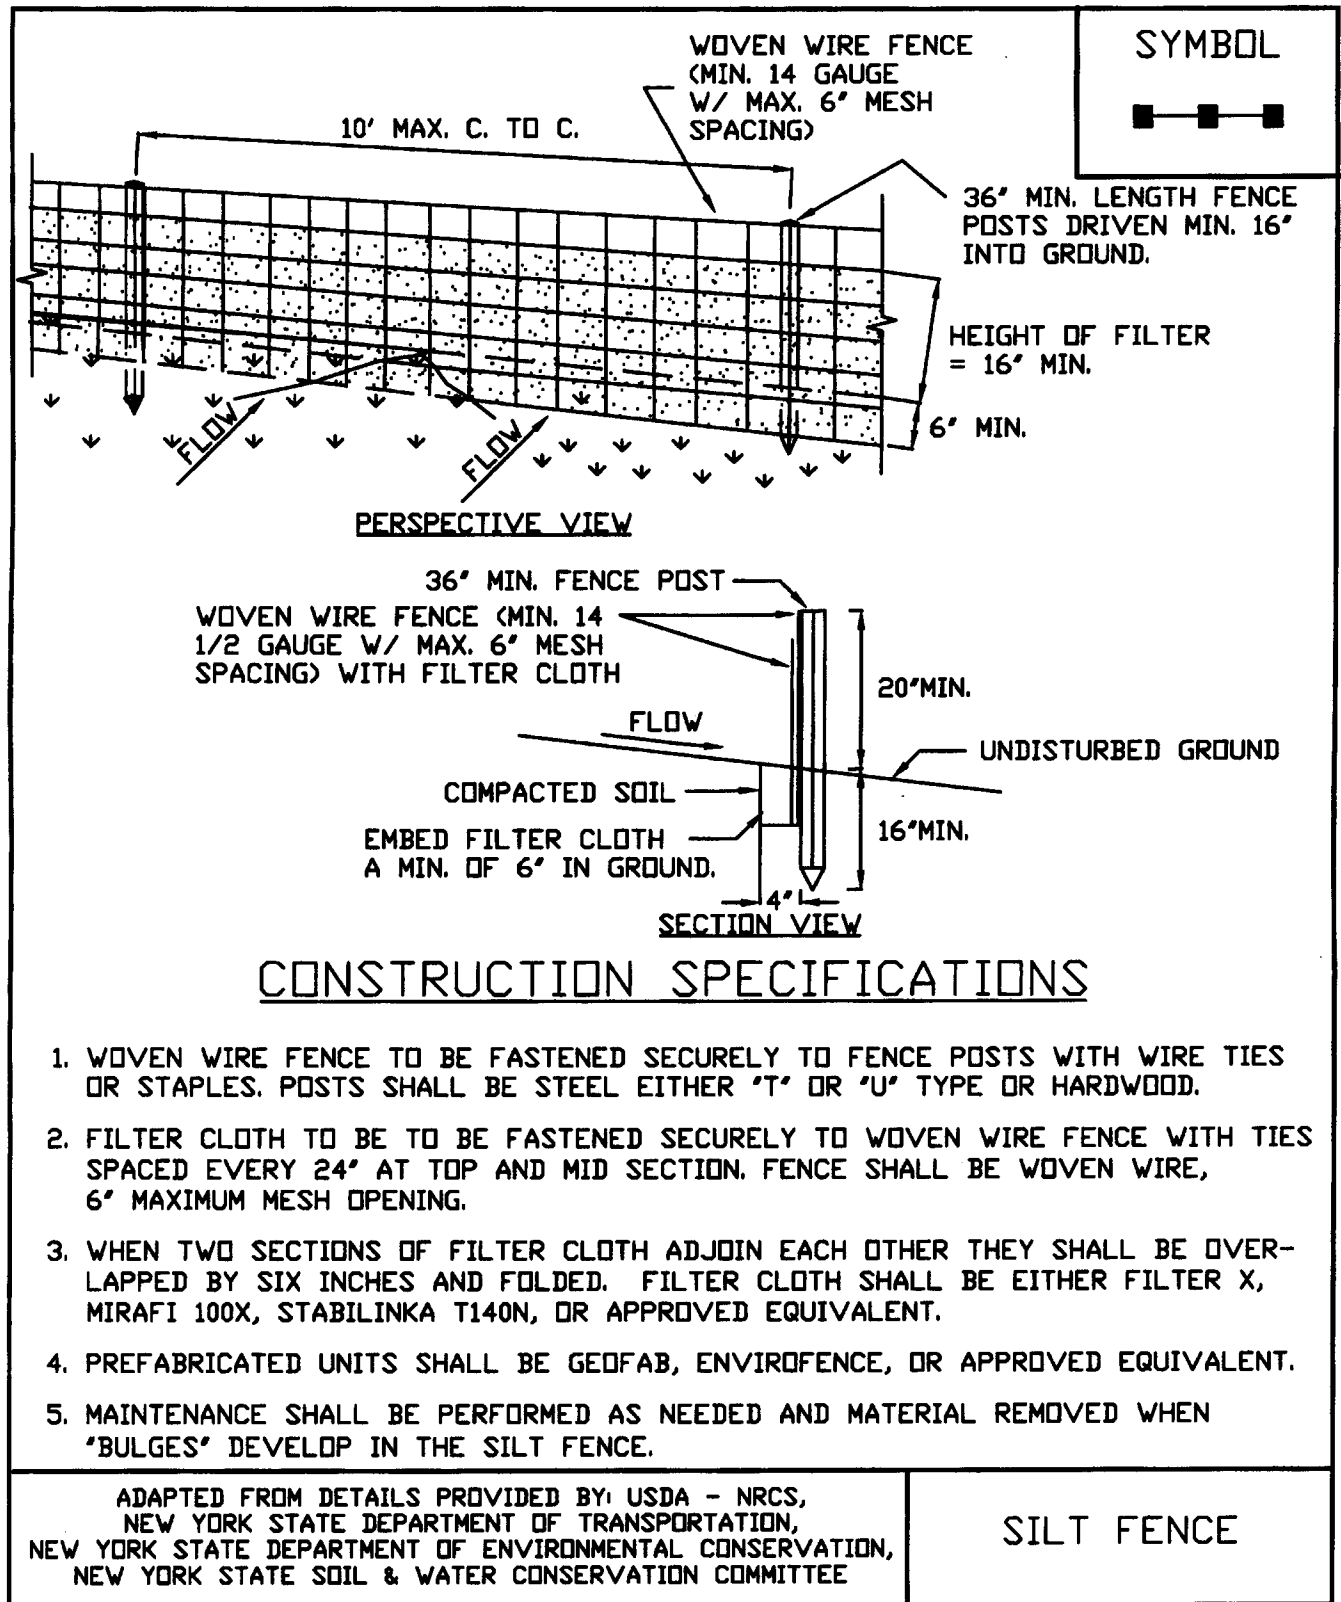 WOVEN WIRE FENCE
(MIN. 14 GAUGE
W/ MAX. 6" MESH
SPACING)
SYMBOL
10' MAX. C. TO C.
36" MIN. LENGTH FENCE
POSTS DRIVEN MIN. 16"
INTO GROUND.
HEIGHT OF FILTER
= 16" MIN.
6" MIN.
FLOW
FLOW
PERSPECTIVE VIEW
36" MIN. FENCE POST
WOVEN WIRE FENCE (MIN. 14
1/2 GAUGE W/ MAX. 6" MESH
SPACING) WITH FILTER CLOTH
20"MIN.
FLOW
UNDISTURBED GROUND
COMPACTED SOIL
EMBED FILTER CLOTH
A MIN. OF 6" IN GROUND.
16"MIN.
4"
SECTION VIEW
CONSTRUCTION SPECIFICATIONS
1. WOVEN WIRE FENCE TO BE FASTENED SECURELY TO FENCE POSTS WITH WIRE TIES
OR STAPLES. POSTS SHALL BE STEEL EITHER "T" OR "U" TYPE OR HARDWOOD.
2. FILTER CLOTH TO BE TO BE FASTENED SECURELY TO WOVEN WIRE FENCE WITH TIES
SPACED EVERY 24" AT TOP AND MID SECTION. FENCE SHALL BE WOVEN WIRE,
6" MAXIMUM MESH OPENING.
3. WHEN TWO SECTIONS OF FILTER CLOTH ADJOIN EACH OTHER THEY SHALL BE OVER-
LAPPED BY SIX INCHES AND FOLDED. FILTER CLOTH SHALL BE EITHER FILTER X,
MIRAFI 100X, STABILINKA T140N, OR APPROVED EQUIVALENT.
4. PREFABRICATED UNITS SHALL BE GEOFAB, ENVIROFENCE, OR APPROVED EQUIVALENT.
5. MAINTENANCE SHALL BE PERFORMED AS NEEDED AND MATERIAL REMOVED WHEN
"BULGES" DEVELOP IN THE SILT FENCE.
ADAPTED FROM DETAILS PROVIDED BY: USDA - NRCS,
NEW YORK STATE DEPARTMENT OF TRANSPORTATION,
NEW YORK STATE DEPARTMENT OF ENVIRONMENTAL CONSERVATION,
NEW YORK STATE SOIL & WATER CONSERVATION COMMITTEE
SILT FENCE